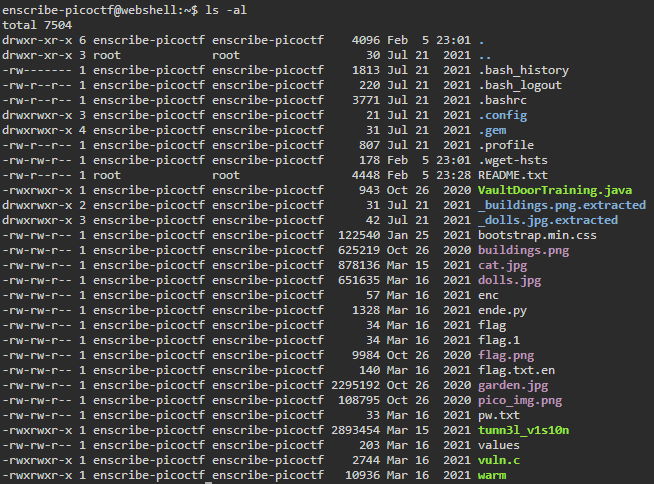 enscribe-picoctf@webshell:~$ ls -al
total 7504
drwxr-xr-x 6 enscribe-picoctf enscribe-picoctf    4096 Feb  5 23:01 .
drwxr-xr-x 3 root             root                  30 Jul 21  2021 ..
-rw------- 1 enscribe-picoctf enscribe-picoctf    1813 Jul 21  2021 .bash_history
-rw-r--r-- 1 enscribe-picoctf enscribe-picoctf     220 Jul 21  2021 .bash_logout
-rw-r--r-- 1 enscribe-picoctf enscribe-picoctf    3771 Jul 21  2021 .bashrc
drwxrwxr-x 3 enscribe-picoctf enscribe-picoctf      21 Jul 21  2021 .config
drwxrwxr-x 4 enscribe-picoctf enscribe-picoctf      31 Jul 21  2021 .gem
-rw-r--r-- 1 enscribe-picoctf enscribe-picoctf     807 Jul 21  2021 .profile
-rw-rw-r-- 1 enscribe-picoctf enscribe-picoctf     178 Feb  5 23:01 .wget-hsts
-rw-r--r-- 1 root             root                4448 Feb  5 23:28 README.txt
-rwxrwxr-x 1 enscribe-picoctf enscribe-picoctf     943 Oct 26  2020 VaultDoorTraining.java
drwxrwxr-x 2 enscribe-picoctf enscribe-picoctf      31 Jul 21  2021 _buildings.png.extracted
drwxrwxr-x 3 enscribe-picoctf enscribe-picoctf      42 Jul 21  2021 _dolls.jpg.extracted
-rw-rw-r-- 1 enscribe-picoctf enscribe-picoctf  122540 Jan 25  2021 bootstrap.min.css
-rw-rw-r-- 1 enscribe-picoctf enscribe-picoctf  625219 Oct 26  2020 buildings.png
-rw-rw-r-- 1 enscribe-picoctf enscribe-picoctf  878136 Mar 15  2021 cat.jpg
-rw-rw-r-- 1 enscribe-picoctf enscribe-picoctf  651635 Mar 16  2021 dolls.jpg
-rw-rw-r-- 1 enscribe-picoctf enscribe-picoctf      57 Mar 16  2021 enc
-rw-rw-r-- 1 enscribe-picoctf enscribe-picoctf    1328 Mar 16  2021 ende.py
-rw-rw-r-- 1 enscribe-picoctf enscribe-picoctf      34 Mar 16  2021 flag
-rw-rw-r-- 1 enscribe-picoctf enscribe-picoctf      34 Mar 16  2021 flag.1
-rw-rw-r-- 1 enscribe-picoctf enscribe-picoctf    9984 Oct 26  2020 flag.png
-rw-rw-r-- 1 enscribe-picoctf enscribe-picoctf     140 Mar 16  2021 flag.txt.en
-rw-rw-r-- 1 enscribe-picoctf enscribe-picoctf 2295192 Oct 26  2020 garden.jpg
-rw-rw-r-- 1 enscribe-picoctf enscribe-picoctf  108795 Oct 26  2020 pico_img.png
-rw-rw-r-- 1 enscribe-picoctf enscribe-picoctf      33 Mar 16  2021 pw.txt
-rwxrwxr-x 1 enscribe-picoctf enscribe-picoctf 2893454 Mar 15  2021 tunn3l_v1s10n
-rw-rw-r-- 1 enscribe-picoctf enscribe-picoctf     203 Mar 16  2021 values
-rwxrwxr-x 1 enscribe-picoctf enscribe-picoctf    2744 Mar 16  2021 vuln.c
-rwxrwxr-x 1 enscribe-picoctf enscribe-picoctf   10936 Mar 16  2021 warm